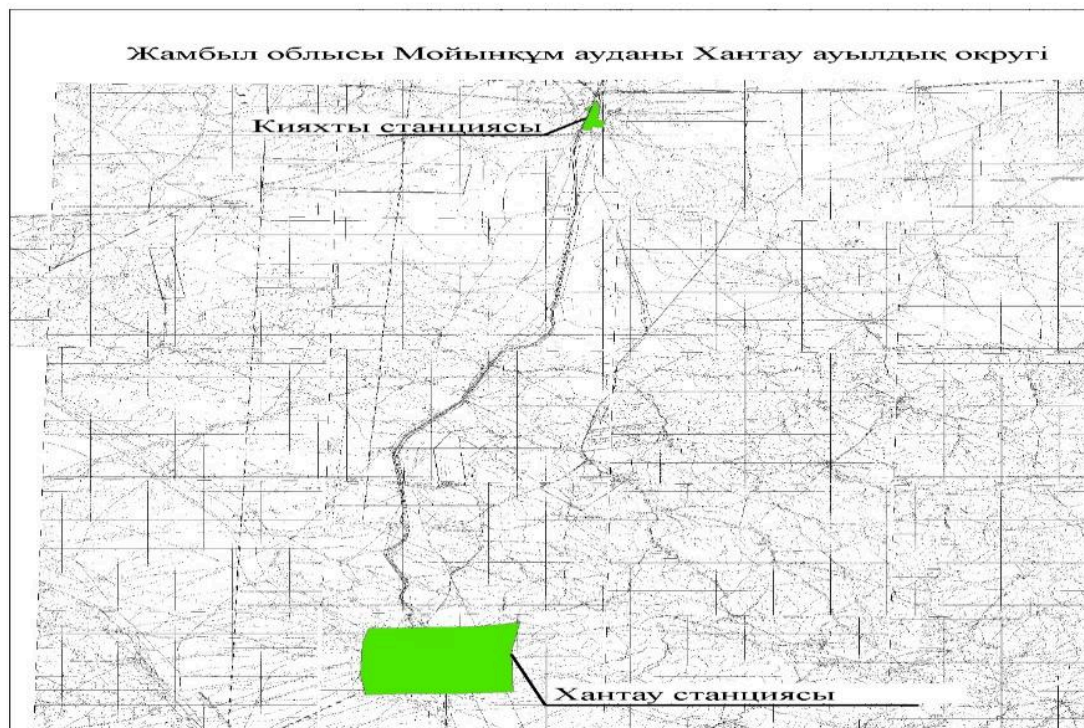 Жамбыл облысы Мойынқұм ауданы Хантау ауылдық округі
Кияхты станциясы
Хантау станциясы